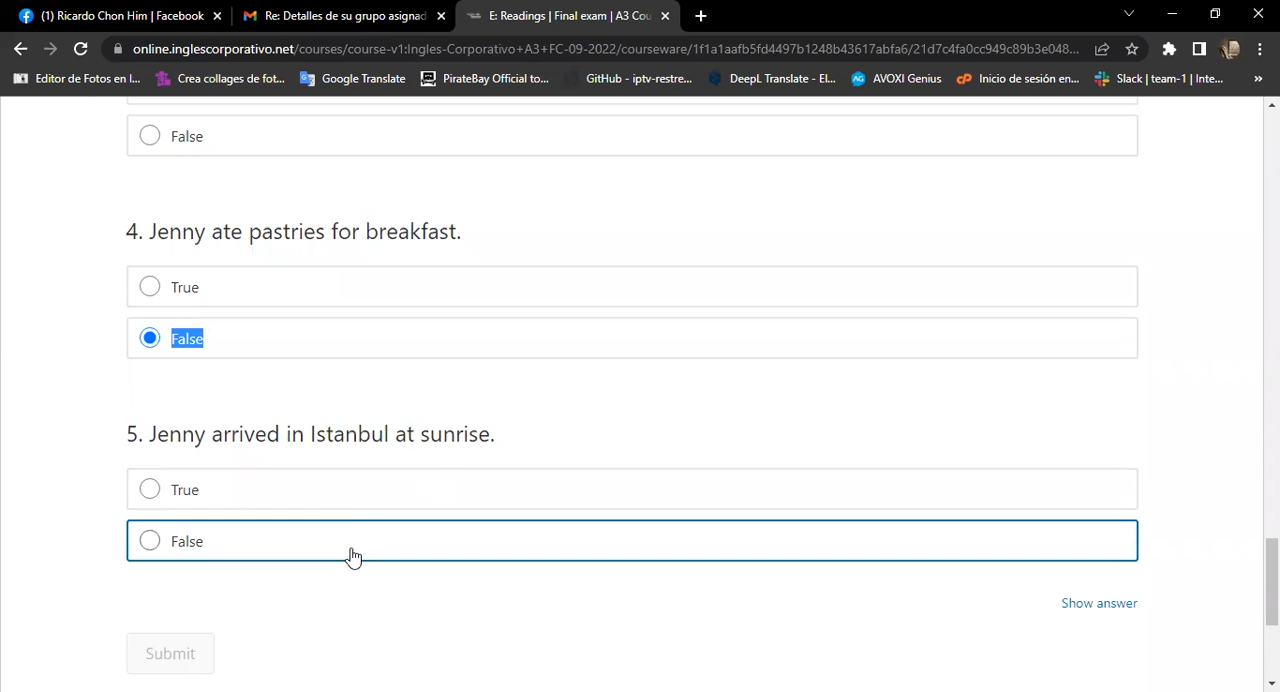 (1) Ricardo Chon Him | Facebook
Re: Detalles de su grupo asignad
E: Readings | Final exam | A3 Cou
online.inglescorporativo.net/courses/course-v1:Ingles-Corporativo+A3+FC-09-2022/courseware/1f1a1aafb5fd4497b1248b43617abfa6/21d7c4fa0cc949c89b3e048...
Editor de Fotos en l...
Crea collages de fot...
Google Translate
PirateBay Official to...
GitHub - iptv-restre...
DeepL Translate - El...
AVOXI Genius
Inicio de sesión en...
Slack | team-1 | Inte...
»
False
4. Jenny ate pastries for breakfast.
True
False
5. Jenny arrived in Istanbul at sunrise.
True
False
Show answer
Submit